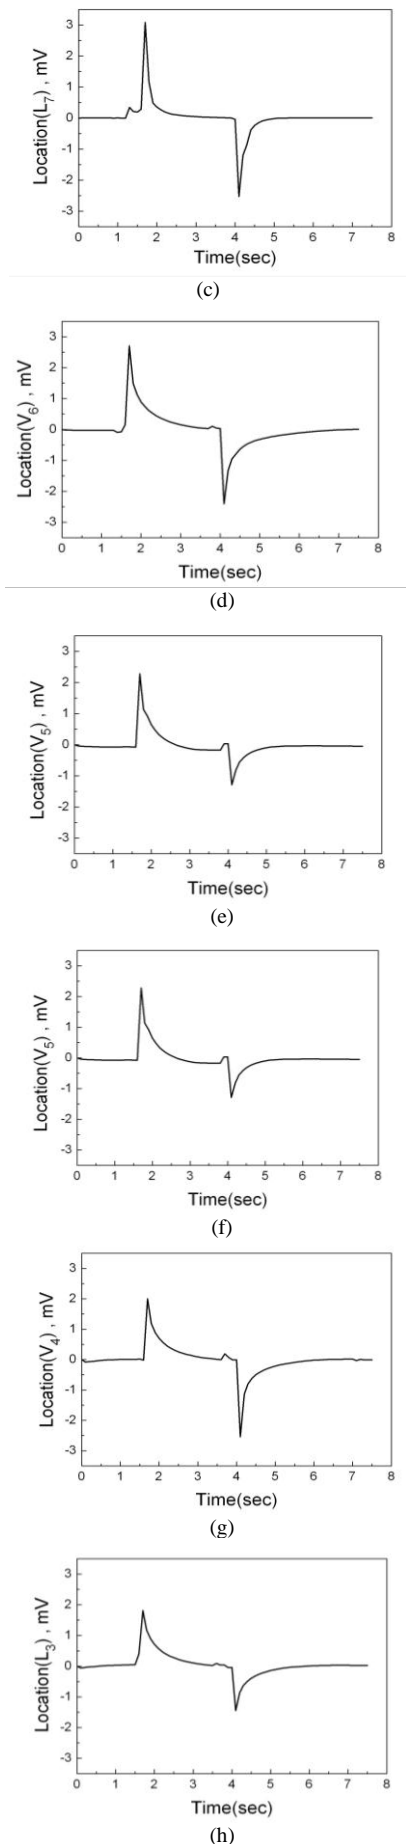 3
2
1
0
-1
-2
-3
Location(L7) , mV
0 1 2 3 4 5 6 7 8
Time(sec)
(c)
3
2
1
0
-1
-2
-3
Location(V6) , mV
0 1 2 3 4 5 6 7 8
Time(sec)
(d)
3
2
1
0
-1
-2
-3
Location(V5) , mV
0 1 2 3 4 5 6 7 8
Time(sec)
(e)
3
2
1
0
-1
-2
-3
Location(V5) , mV
0 1 2 3 4 5 6 7 8
Time(sec)
(f)
3
2
1
0
-1
-2
-3
Location(V4) , mV
0 1 2 3 4 5 6 7 8
Time(sec)
(g)
3
2
1
0
-1
-2
-3
Location(L3) , mV
0 1 2 3 4 5 6 7 8
Time(sec)
(h)